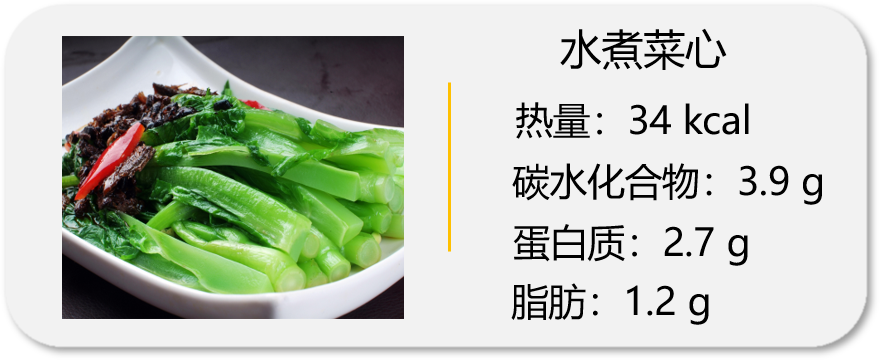 水煮菜心
热量：34 kcal
碳水化合物：3.9 g
蛋白质：2.7 g
脂肪：1.2 g